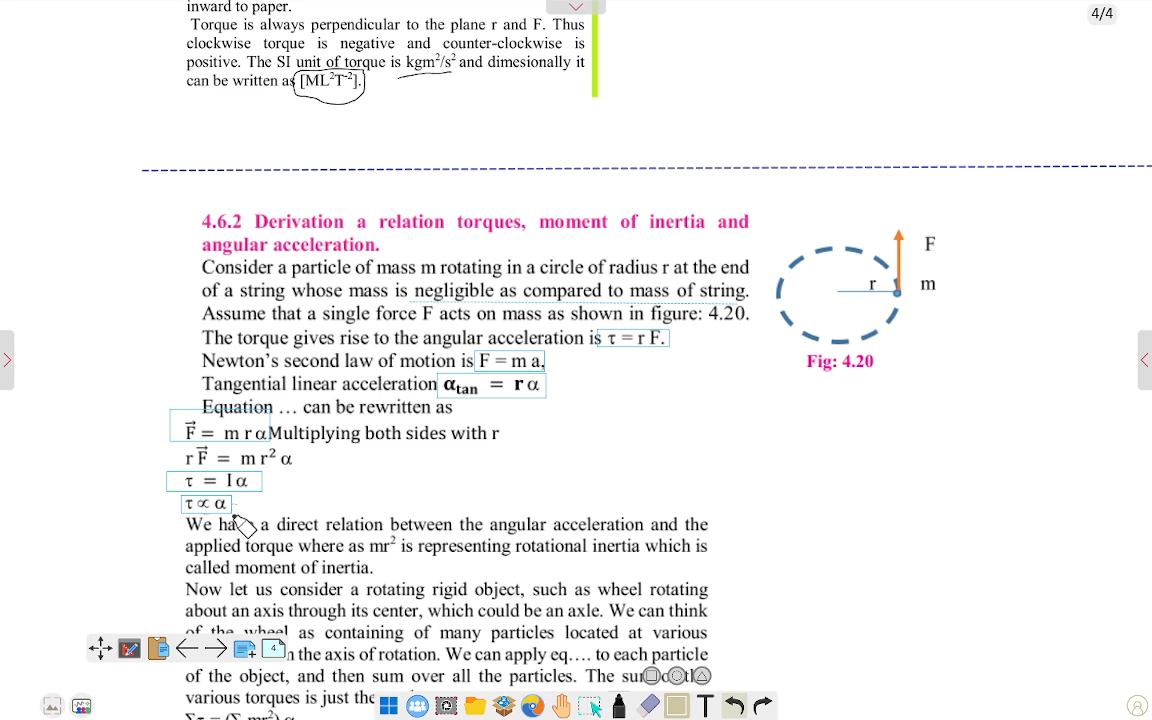 inward to paper.
4/4
Torque is always perpendicular to the plane r and F. Thus
clockwise torque is negative and counter-clockwise is
positive. The SI unit of torque is kgm²/s² and dimesionally it
can be written as [ML²T⁻²].
4.6.2 Derivation a relation torques, moment of inertia and
angular acceleration.
Consider a particle of mass m rotating in a circle of radius r at the end
of a string whose mass is negligible as compared to mass of string.
Assume that a single force F acts on mass as shown in figure: 4.20.
The torque gives rise to the angular acceleration is τ = r F.
Newton’s second law of motion is F = m a,
Tangential linear acceleration α_tan = r α
Equation … can be rewritten as
F⃗ = m r α Multiplying both sides with r
r F⃗ = m r² α
τ = I α
τ ∝ α
We ha a direct relation between the angular acceleration and the
applied torque where as mr² is representing rotational inertia which is
called moment of inertia.
Now let us consider a rotating rigid object, such as wheel rotating
about an axis through its center, which could be an axle. We can think
of the wheel as containing of many particles located at various
n the axis of rotation. We can apply eq…. to each particle
of the object, and then sum over all the particles. The
various torques is just the
F
r
m
Fig: 4.20
4